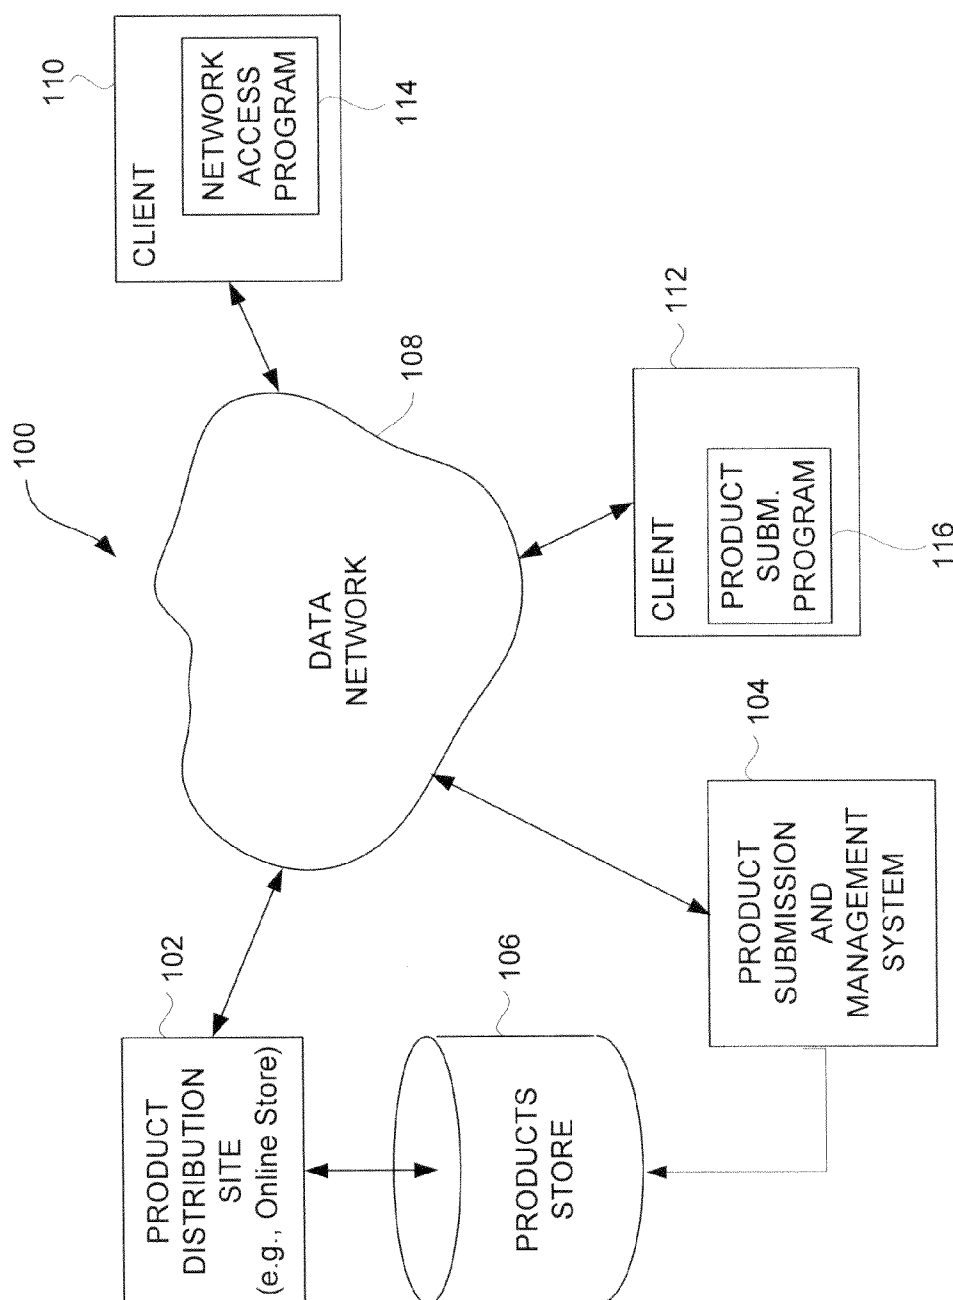 100
102
PRODUCT
DISTRIBUTION
SITE
(e.g., Online Store)
DATA
NETWORK
108
110
CLIENT
NETWORK
ACCESS
PROGRAM
114
106
PRODUCTS
STORE
104
PRODUCT
SUBMISSION
AND
MANAGEMENT
SYSTEM
112
CLIENT
PRODUCT
SUBM.
PROGRAM
116